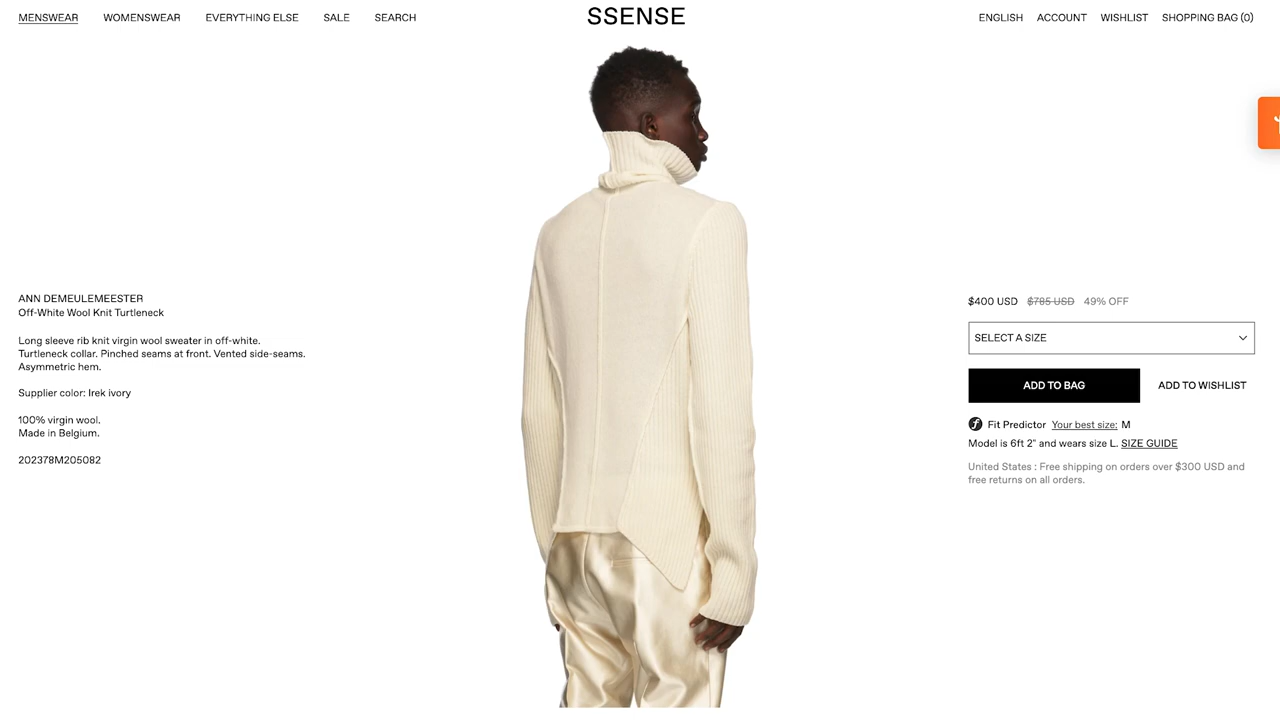 MENSWEAR WOMENSWEAR EVERYTHING ELSE SALE SEARCH SSENSE ENGLISH ACCOUNT WISHLIST SHOPPING BAG (0)
ANN DEMEULEMEESTER
Off-White Wool Knit Turtleneck
Long sleeve rib knit virgin wool sweater in off-white.
Turtleneck collar. Pinched seams at front. Vented side-seams.
Asymmetric hem.
Supplier color: Irek ivory
100% virgin wool.
Made in Belgium.
202378M205082
$400 USD $785 USD 49% OFF
SELECT A SIZE
ADD TO BAG ADD TO WISHLIST
Fit Predictor Your best size: M
Model is 6ft 2" and wears size L. SIZE GUIDE
United States : Free shipping on orders over $300 USD and
free returns on all orders.